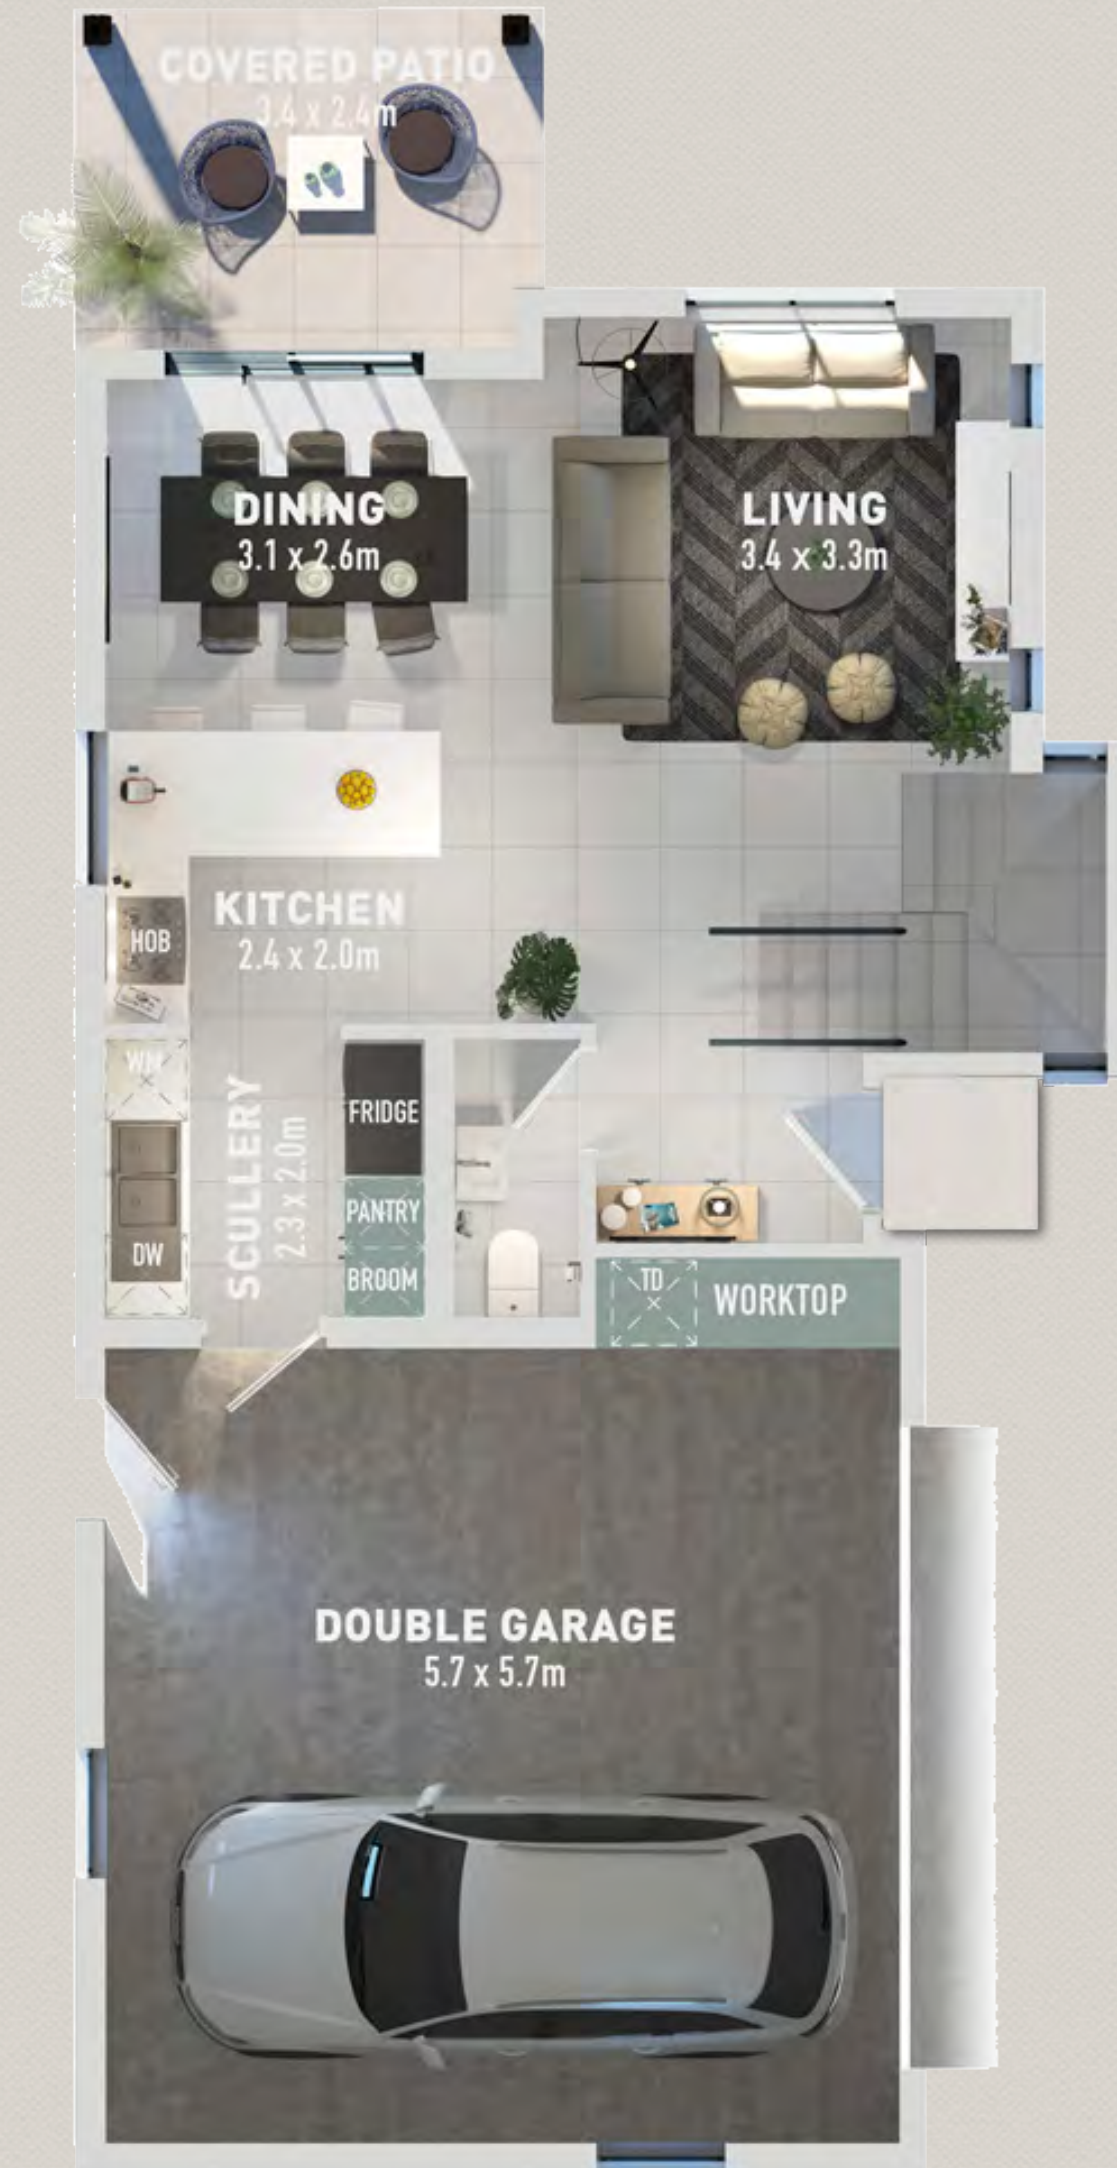 COVERED PATIO
3.4 x 2.4m
DINING
3.1 x 2.6m
LIVING
3.4 x 3.3m
KITCHEN
2.4 x 2.0m
HOB
WM
SCULLERY
2.3 x 2.0m
FRIDGE
PANTRY
BROOM
DW
TD
WORKTOP
DOUBLE GARAGE
5.7 x 5.7m